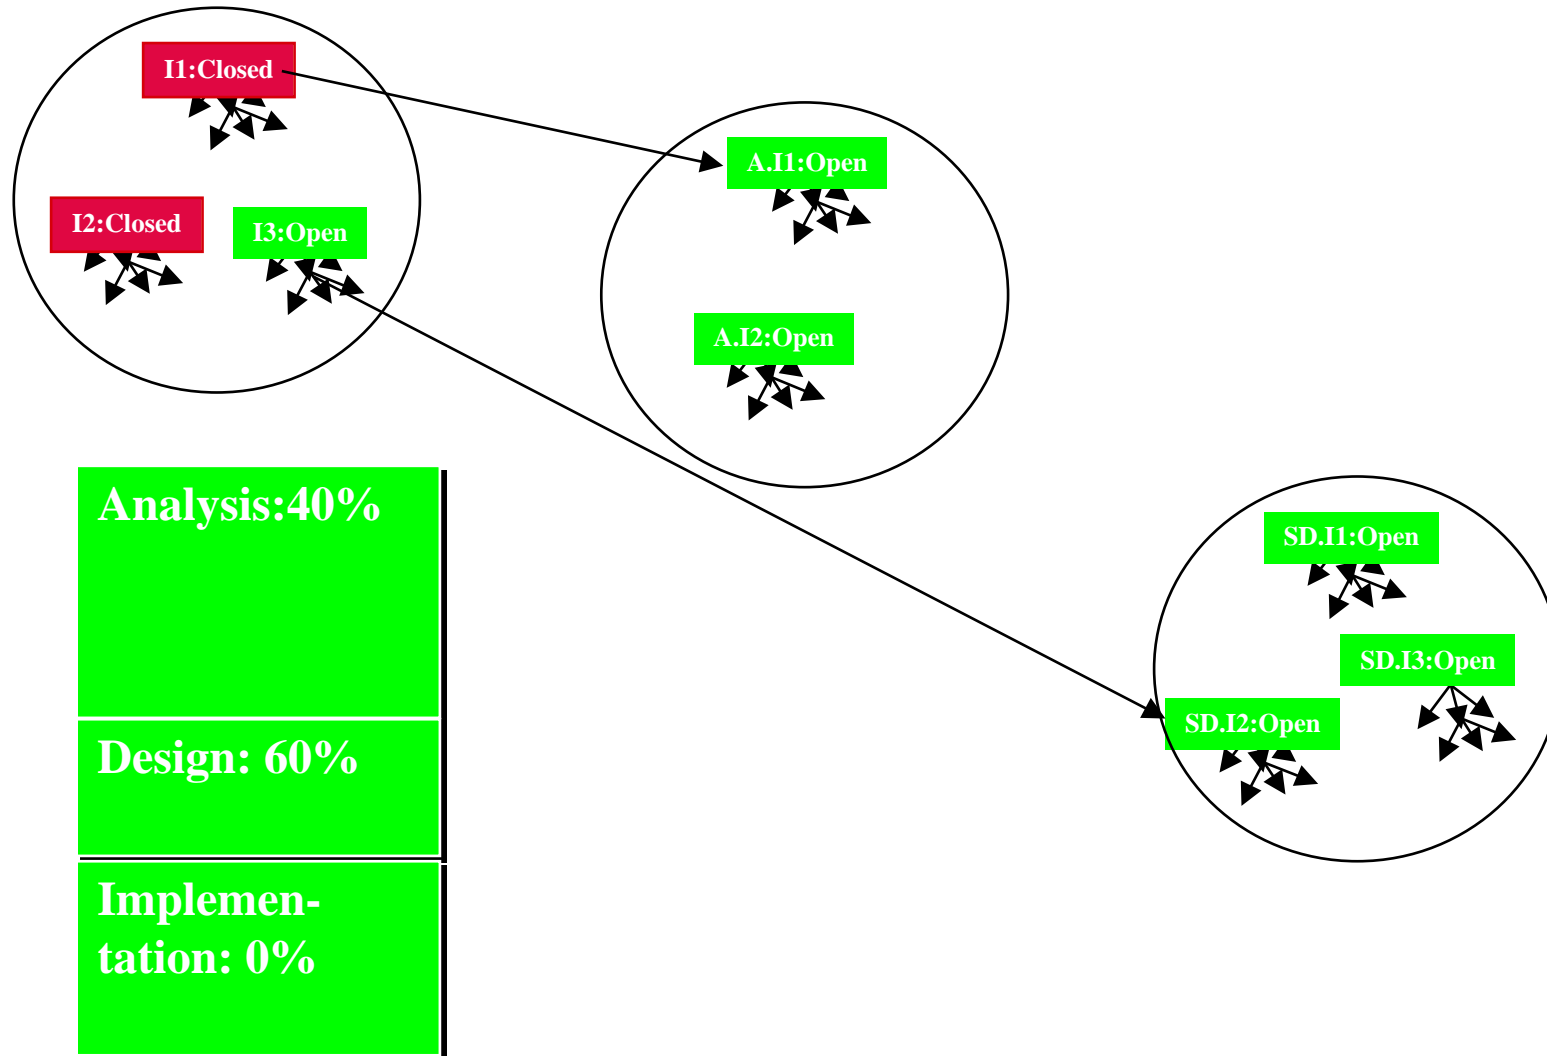 I1:Closed
A.I1:Open
I2:Closed
I3:Open
A.I2:Open
Analysis:40%
SD.I1:Open
SD.I3:Open
SD.I2:Open
Design: 60%
Implemen-
tation: 0%